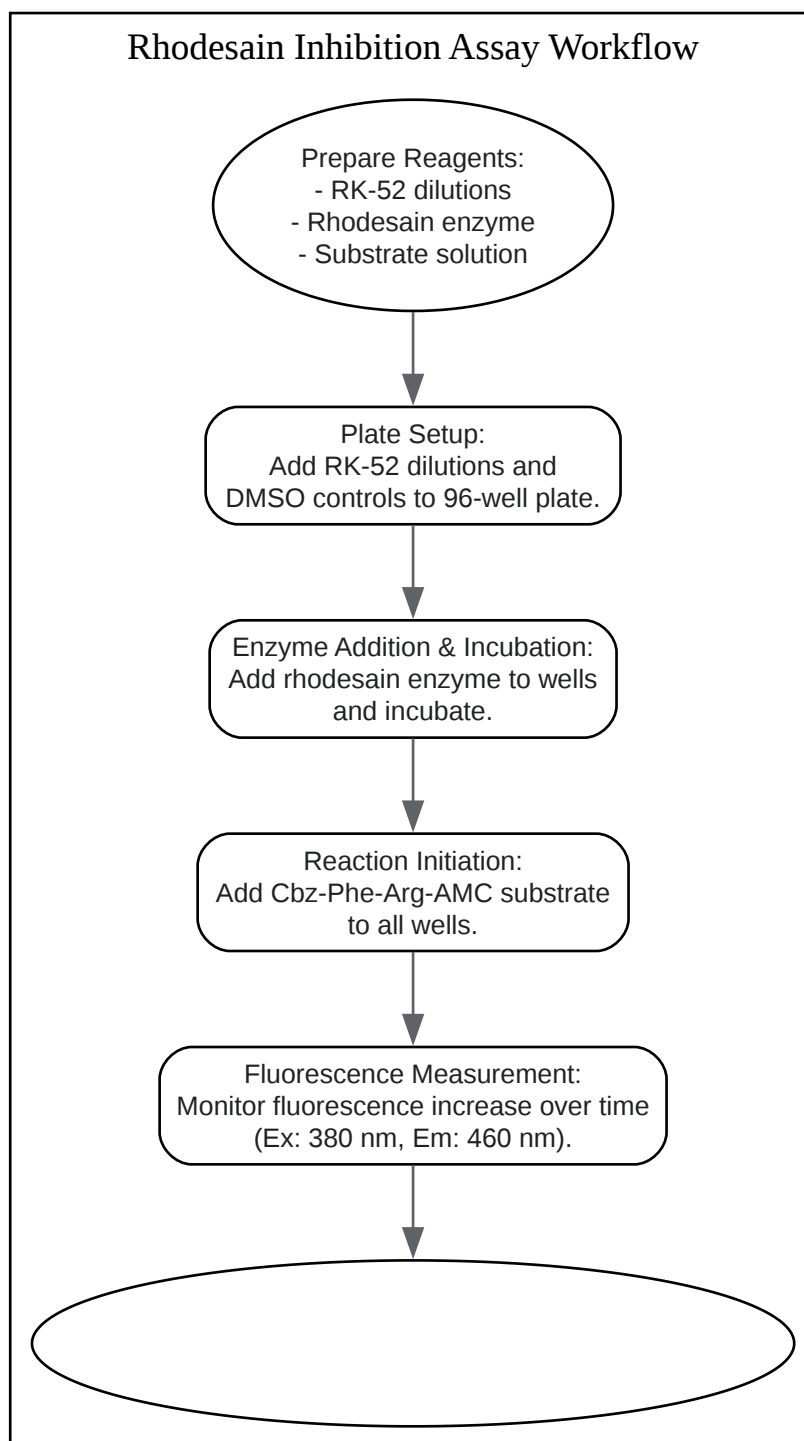 Rhodesain Inhibition Assay Workflow
Prepare Reagents:
- RK-52 dilutions
- Rhodesain enzyme
- Substrate solution
Plate Setup:
Add RK-52 dilutions and
DMSO controls to 96-well plate.
Enzyme Addition & Incubation:
Add rhodesain enzyme to wells
and incubate.
Reaction Initiation:
Add Cbz-Phe-Arg-AMC substrate
to all wells.
Fluorescence Measurement:
Monitor fluorescence increase over time
(Ex: 380 nm, Em: 460 nm).